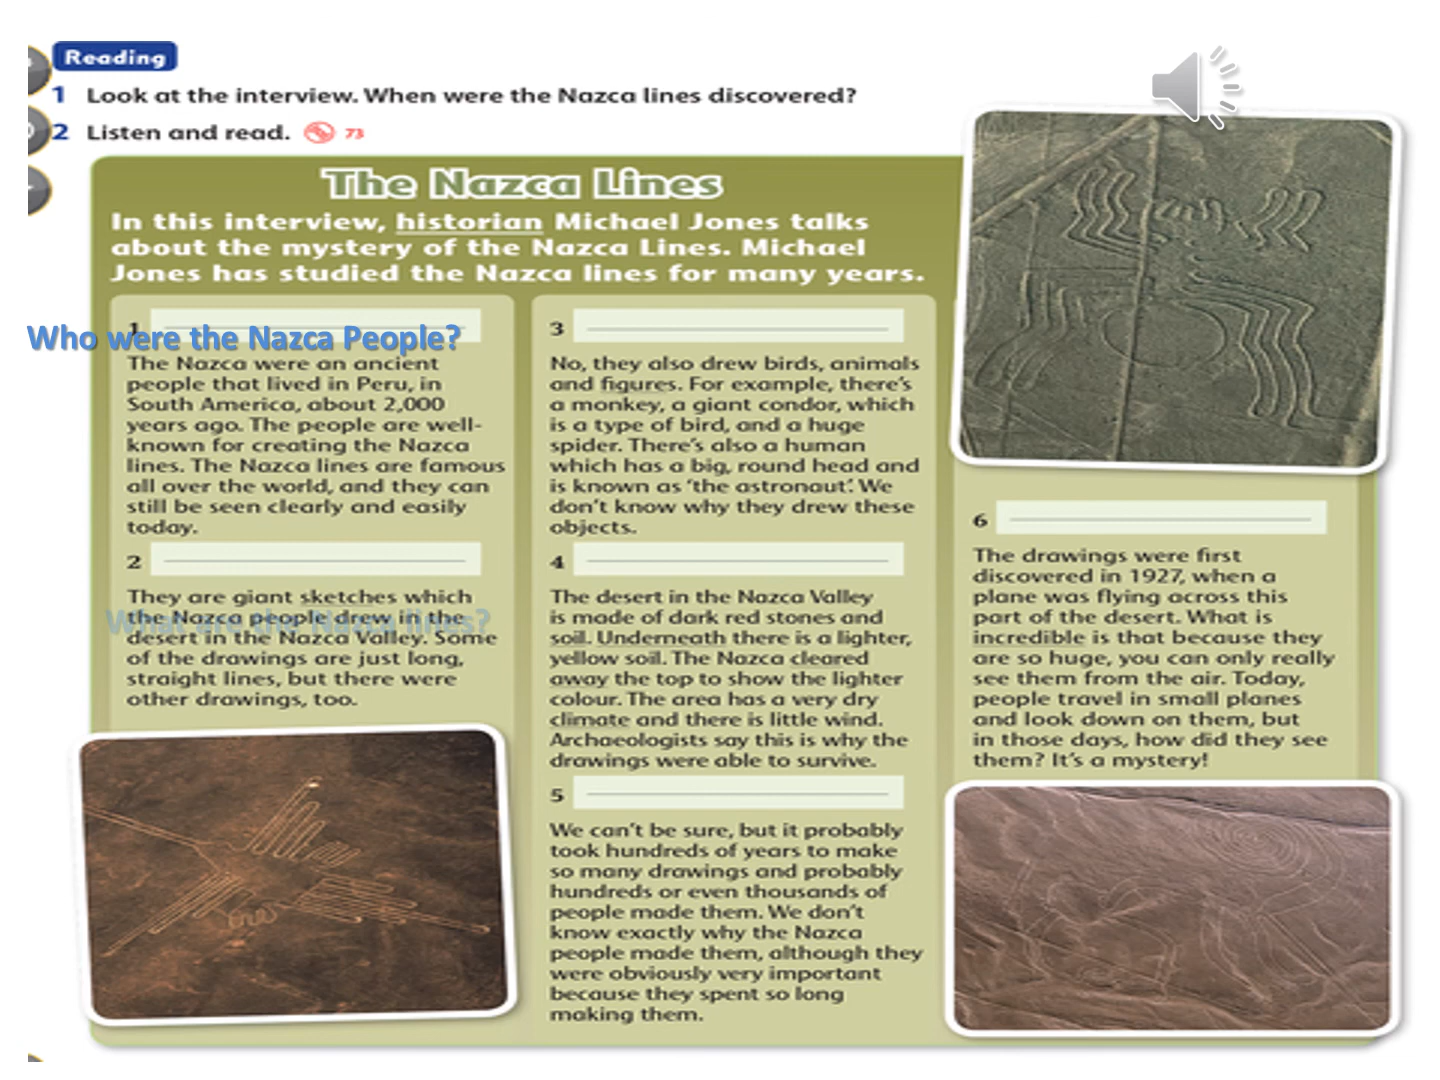 Reading
1 Look at the interview. When were the Nazca lines discovered?
2 Listen and read. 73
The Nazca Lines
In this interview, historian Michael Jones talks
about the mystery of the Nazca Lines. Michael
Jones has studied the Nazca lines for many years.
1
Who were the Nazca People?
The Nazca were an ancient
people that lived in Peru, in
South America, about 2,000
years ago. The people are well-
known for creating the Nazca
lines. The Nazca lines are famous
all over the world, and they can
still be seen clearly and easily
today.
2
What are the Nazca lines?
They are giant sketches which
the Nazca people drew in the
desert in the Nazca Valley. Some
of the drawings are just long,
straight lines, but there were
other drawings, too.
3
No, they also drew birds, animals
and figures. For example, there's
a monkey, a giant condor, which
is a type of bird, and a huge
spider. There's also a human
which has a big, round head and
is known as 'the astronaut'. We
don't know why they drew these
objects.
4
The desert in the Nazca Valley
is made of dark red stones and
soil. Underneath there is a lighter,
yellow soil. The Nazca cleared
away the top to show the lighter
colour. The area has a very dry
climate and there is little wind.
Archaeologists say this is why the
drawings were able to survive.
5
We can't be sure, but it probably
took hundreds of years to make
so many drawings and probably
hundreds or even thousands of
people made them. We don't
know exactly why the Nazca
people made them, although they
were obviously very important
because they spent so long
making them.
6
The drawings were first
discovered in 1927, when a
plane was flying across this
part of the desert. What is
incredible is that because they
are so huge, you can only really
see them from the air. Today,
people travel in small planes
and look down on them, but
in those days, how did they see
them? It's a mystery!